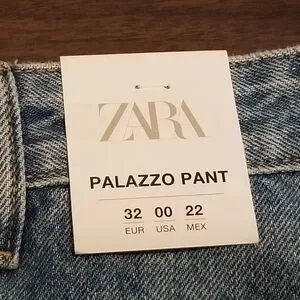 ZARA
PALAZZO PANT
32 00 22
EUR USA MEX